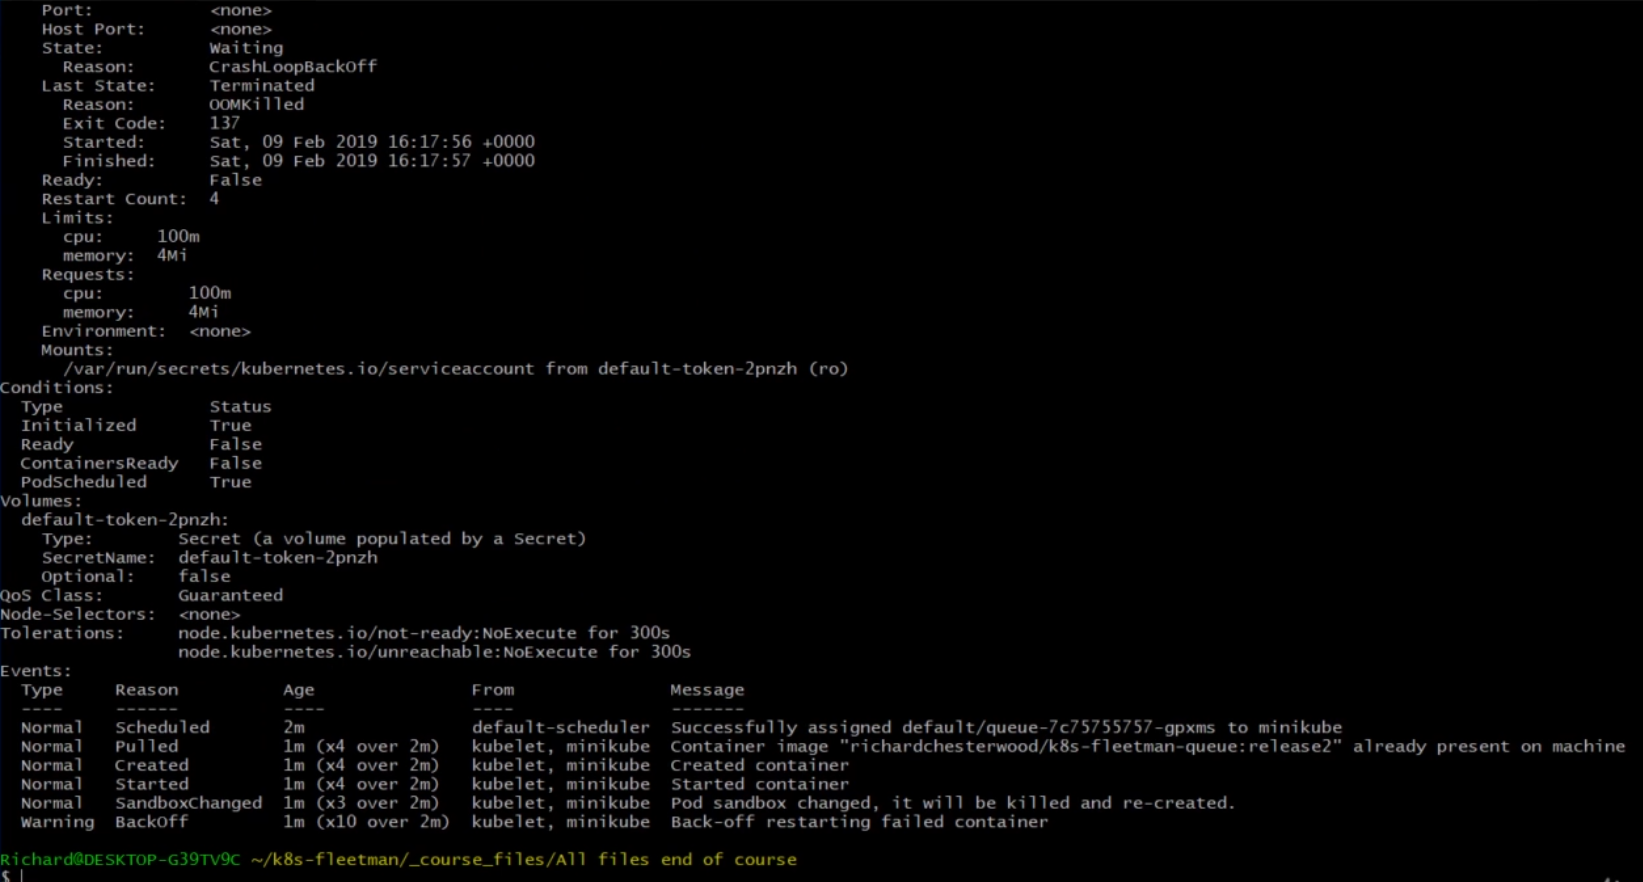 Port:           <none>
    Host Port:      <none>
    State:          Waiting
      Reason:       CrashLoopBackOff
    Last State:     Terminated
      Reason:       OOMKilled
      Exit Code:    137
      Started:      Sat, 09 Feb 2019 16:17:56 +0000
      Finished:     Sat, 09 Feb 2019 16:17:57 +0000
    Ready:          False
    Restart Count:  4
    Limits:
      cpu:     100m
      memory:  4Mi
    Requests:
      cpu:        100m
      memory:     4Mi
    Environment:  <none>
    Mounts:
      /var/run/secrets/kubernetes.io/serviceaccount from default-token-2pnzh (ro)
Conditions:
  Type              Status
  Initialized       True
  Ready             False
  ContainersReady   False
  PodScheduled      True
Volumes:
  default-token-2pnzh:
    Type:        Secret (a volume populated by a Secret)
    SecretName:  default-token-2pnzh
    Optional:    false
QoS Class:       Guaranteed
Node-Selectors:  <none>
Tolerations:     node.kubernetes.io/not-ready:NoExecute for 300s
                 node.kubernetes.io/unreachable:NoExecute for 300s
Events:
  Type     Reason          Age                From               Message
  ----     ------          ----               ----               -------
  Normal   Scheduled       2m                 default-scheduler  Successfully assigned default/queue-7c75755757-gpxms to minikube
  Normal   Pulled          1m (x4 over 2m)    kubelet, minikube  Container image "richardchesterwood/k8s-fleetman-queue:release2" already present on machine
  Normal   Created         1m (x4 over 2m)    kubelet, minikube  Created container
  Normal   Started         1m (x4 over 2m)    kubelet, minikube  Started container
  Normal   SandboxChanged  1m (x3 over 2m)    kubelet, minikube  Pod sandbox changed, it will be killed and re-created.
  Warning  BackOff         1m (x10 over 2m)   kubelet, minikube  Back-off restarting failed container
Richard@DESKTOP-G39TV9C ~/k8s-fleetman/_course_files/All files end of course
$